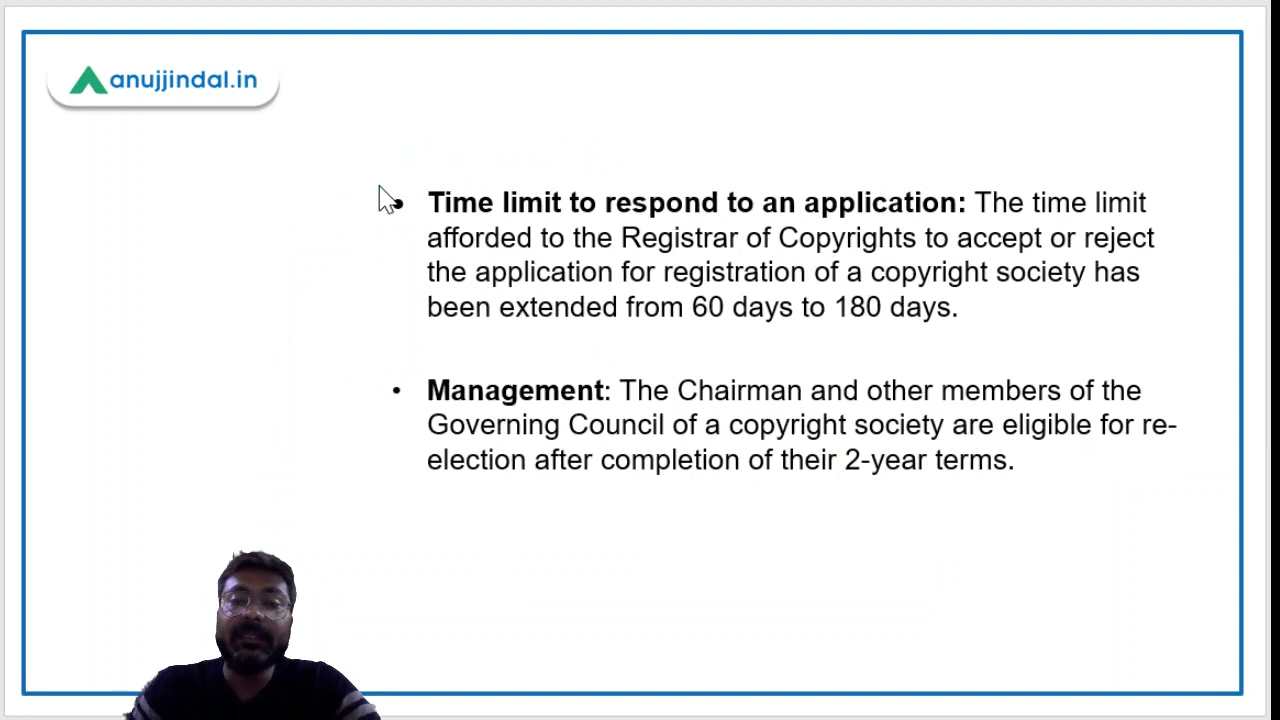 anujjindal.in
Time limit to respond to an application: The time limit
afforded to the Registrar of Copyrights to accept or reject
the application for registration of a copyright society has
been extended from 60 days to 180 days.
Management: The Chairman and other members of the
Governing Council of a copyright society are eligible for re-
election after completion of their 2-year terms.